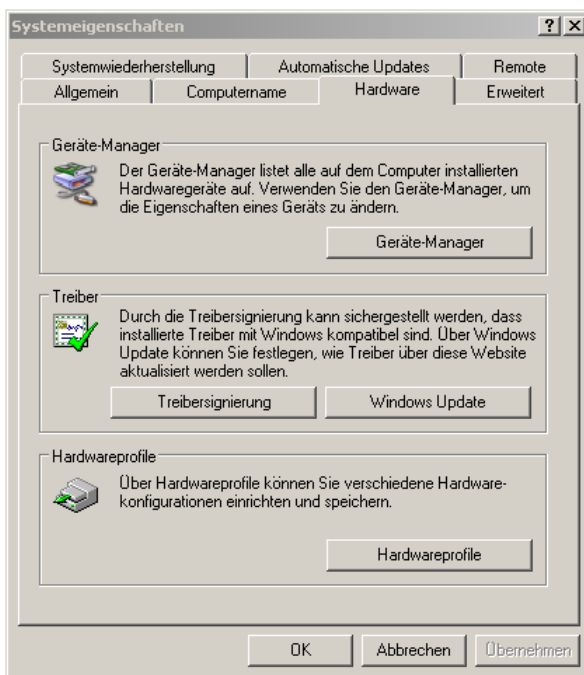 Systemeigenschaften
Systemwiederherstellung Automatische Updates Remote
Allgemein Computername Hardware Erweitert
Geräte-Manager
Der Geräte-Manager listet alle auf dem Computer installierten
Hardwaregeräte auf. Verwenden Sie den Geräte-Manager, um
die Eigenschaften eines Geräts zu ändern.
Geräte-Manager
Treiber
Durch die Treibersignierung kann sichergestellt werden, dass
installierte Treiber mit Windows kompatibel sind. Über Windows
Update können Sie festlegen, wie Treiber über diese Website
aktualisiert werden sollen.
Treibersignierung Windows Update
Hardwareprofile
Über Hardwareprofile können Sie verschiedene Hardware-
konfigurationen einrichten und speichern.
Hardwareprofile
OK Abbrechen Übernehmen